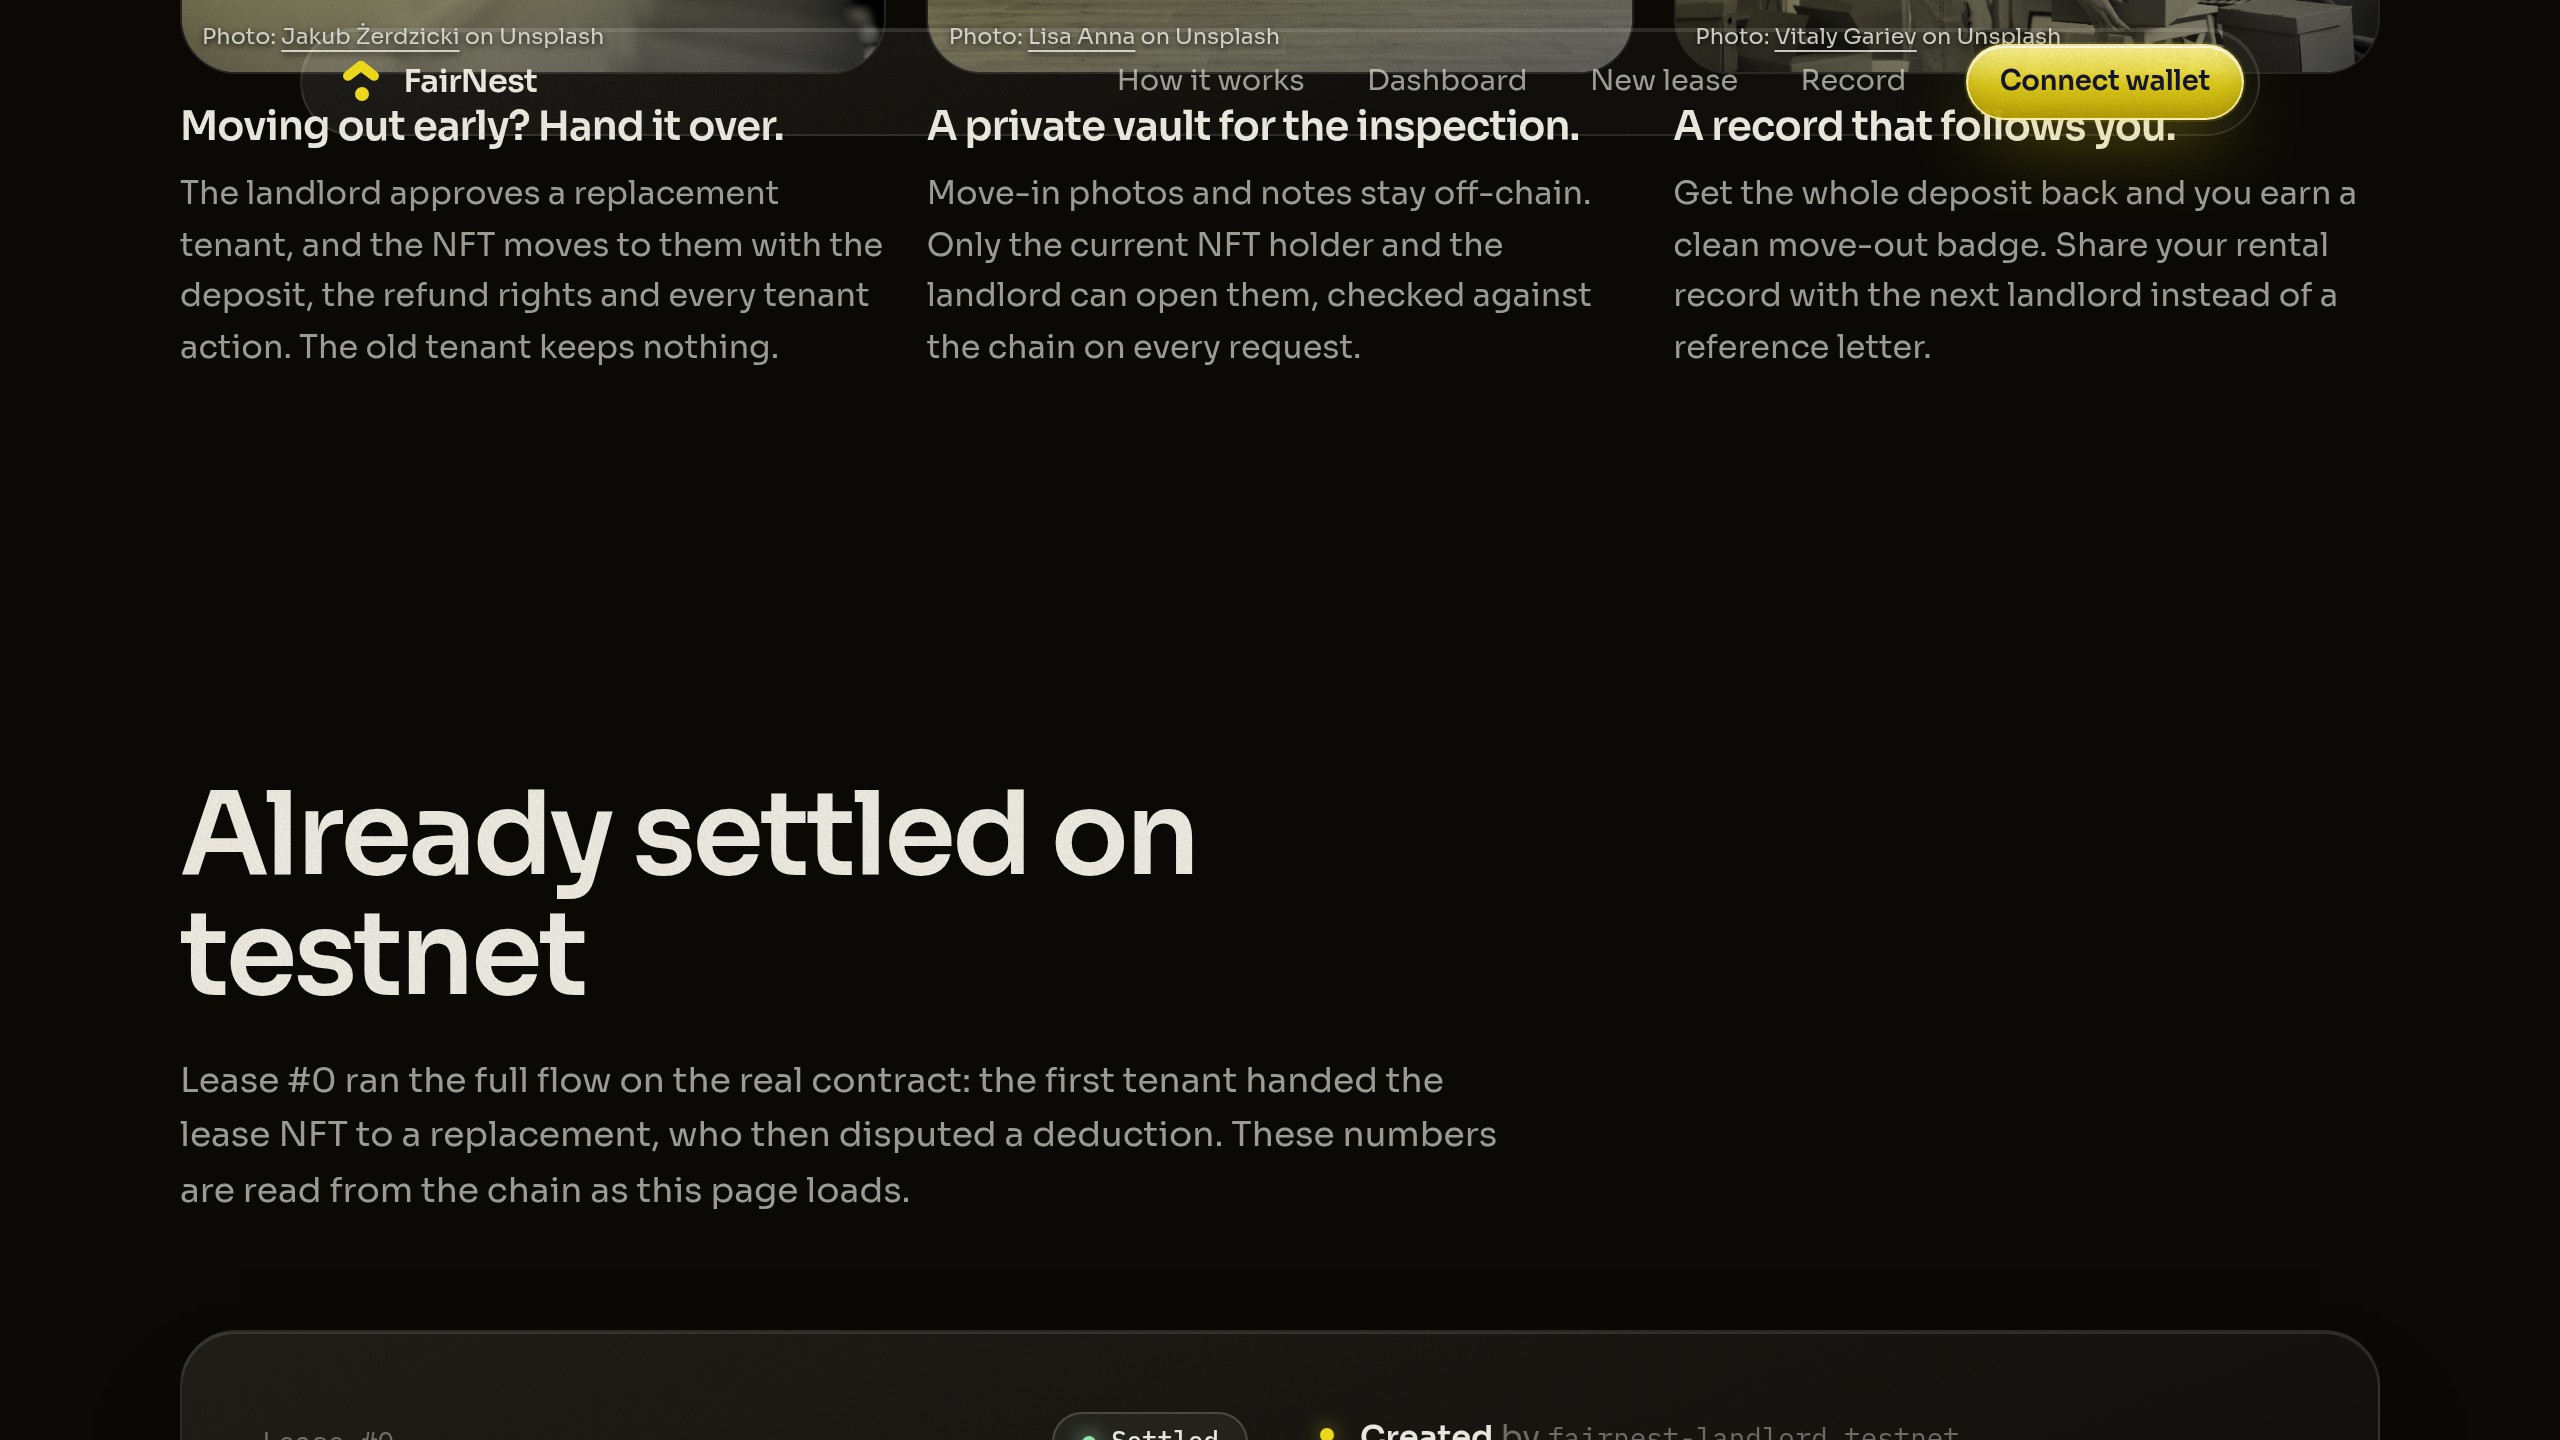 Photo: Jakub Żerdzicki on Unsplash
Photo: Lisa Anna on Unsplash
Photo: Vitaly Gariev on Unsplash
FairNest
How it works
Dashboard
New lease
Record
Connect wallet
Moving out early? Hand it over.
The landlord approves a replacement
tenant, and the NFT moves to them with the
deposit, the refund rights and every tenant
action. The old tenant keeps nothing.
A private vault for the inspection.
Move-in photos and notes stay off-chain.
Only the current NFT holder and the
landlord can open them, checked against
the chain on every request.
A record that follows you.
Get the whole deposit back and you earn a
clean move-out badge. Share your rental
record with the next landlord instead of a
reference letter.
Already settled on
testnet
Lease #0 ran the full flow on the real contract: the first tenant handed the
lease NFT to a replacement, who then disputed a deduction. These numbers
are read from the chain as this page loads.
Lease #0
Settled
Created by fairnest-landlord.testnet